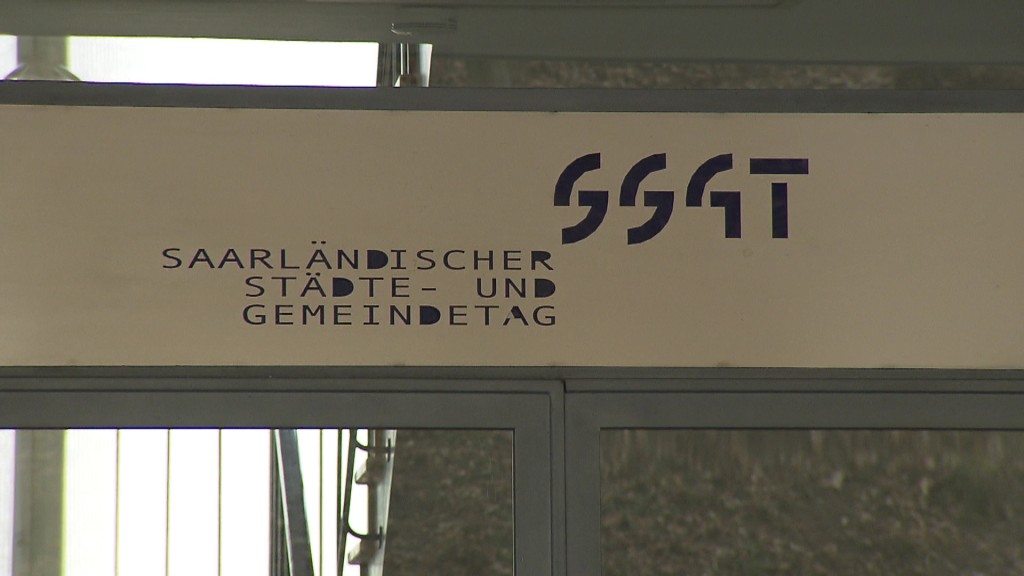 SSGT
SAARLÄNDISCHER
STÄDTE- UND
GEMEINDETAG